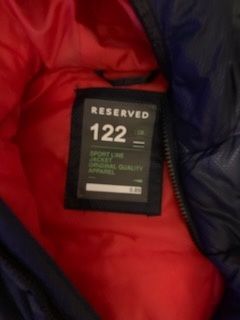 RESERVED
122
SPORT LINE
JACKET
ORIGINAL QUALITY
APPAREL